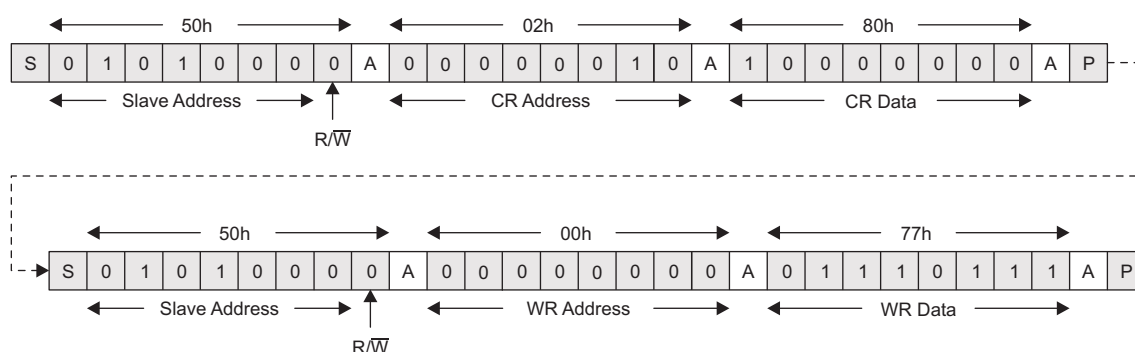 50h 02h 80h
S 0 1 0 1 0 0 0 0 A 0 0 0 0 0 0 1 0 A 1 0 0 0 0 0 0 0 A P
Slave Address CR Address CR Data
R/W̅
50h 00h 77h
S 0 1 0 1 0 0 0 0 A 0 0 0 0 0 0 0 0 A 0 1 1 1 0 1 1 1 A P
Slave Address WR Address WR Data
R/W̅